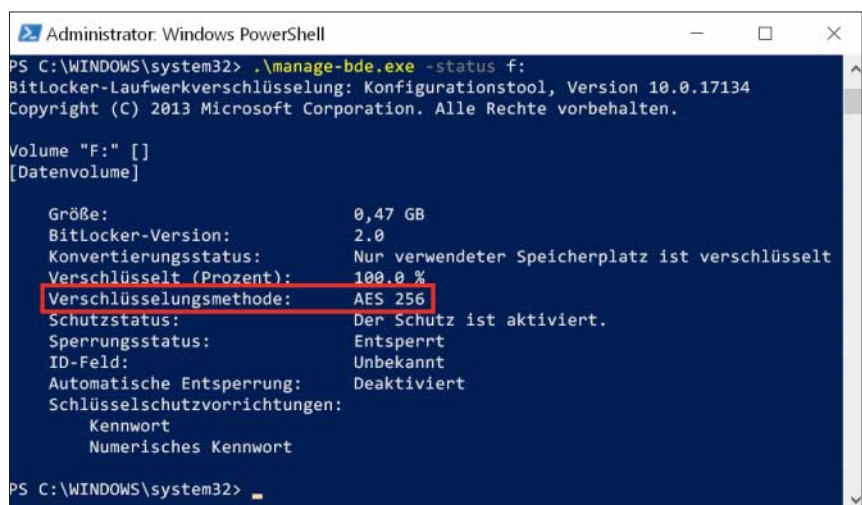 Administrator: Windows PowerShell
PS C:\WINDOWS\system32> .\manage-bde.exe -status f:
BitLocker-Laufwerkverschlüsselung: Konfigurationstool, Version 10.0.17134
Copyright (C) 2013 Microsoft Corporation. Alle Rechte vorbehalten.
Volume "F:" []
[Datenvolume]
Größe: 0,47 GB
BitLocker-Version: 2.0
Konvertierungsstatus: Nur verwendeter Speicherplatz ist verschlüsselt
Verschlüsselt (Prozent): 100.0 %
Verschlüsselungsmethode: AES 256
Schutzstatus: Der Schutz ist aktiviert.
Sperrungsstatus: Entsperrt
ID-Feld: Unbekannt
Automatische Entsperrung: Deaktiviert
Schlüsselschutzvorrichtungen:
Kennwort
Numerisches Kennwort
PS C:\WINDOWS\system32>